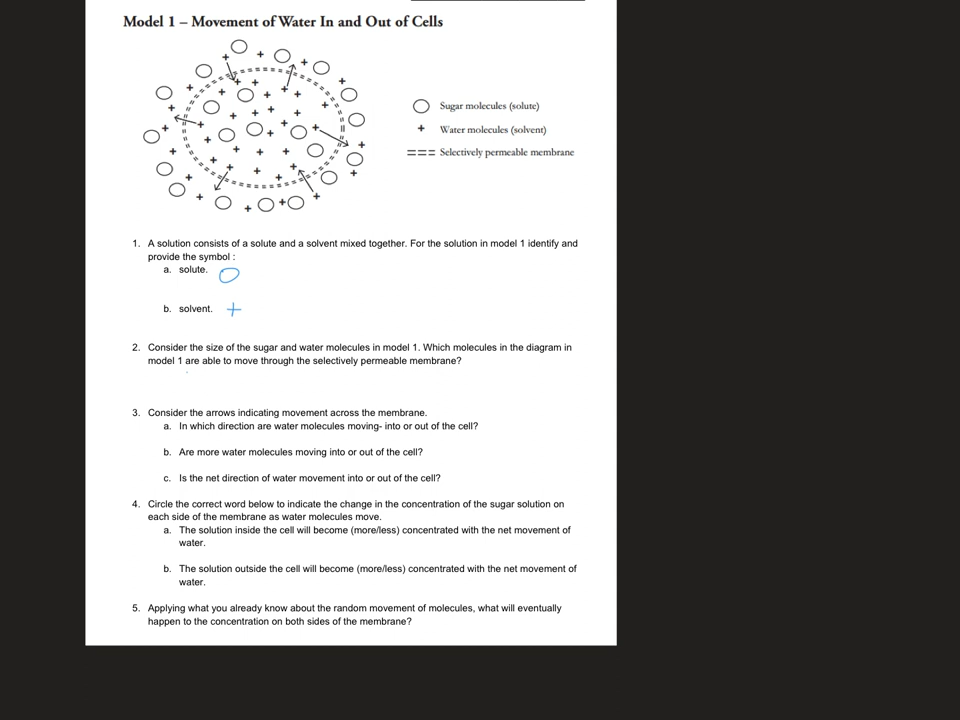 Model 1 – Movement of Water In and Out of Cells
Sugar molecules (solute)
+ Water molecules (solvent)
=== Selectively permeable membrane
1. A solution consists of a solute and a solvent mixed together. For the solution in model 1 identify and
provide the symbol :
a. solute.
b. solvent. +
2. Consider the size of the sugar and water molecules in model 1. Which molecules in the diagram in
model 1 are able to move through the selectively permeable membrane?
3. Consider the arrows indicating movement across the membrane.
a. In which direction are water molecules moving- into or out of the cell?
b. Are more water molecules moving into or out of the cell?
c. Is the net direction of water movement into or out of the cell?
4. Circle the correct word below to indicate the change in the concentration of the sugar solution on
each side of the membrane as water molecules move.
a. The solution inside the cell will become (more/less) concentrated with the net movement of
water.
b. The solution outside the cell will become (more/less) concentrated with the net movement of
water.
5. Applying what you already know about the random movement of molecules, what will eventually
happen to the concentration on both sides of the membrane?